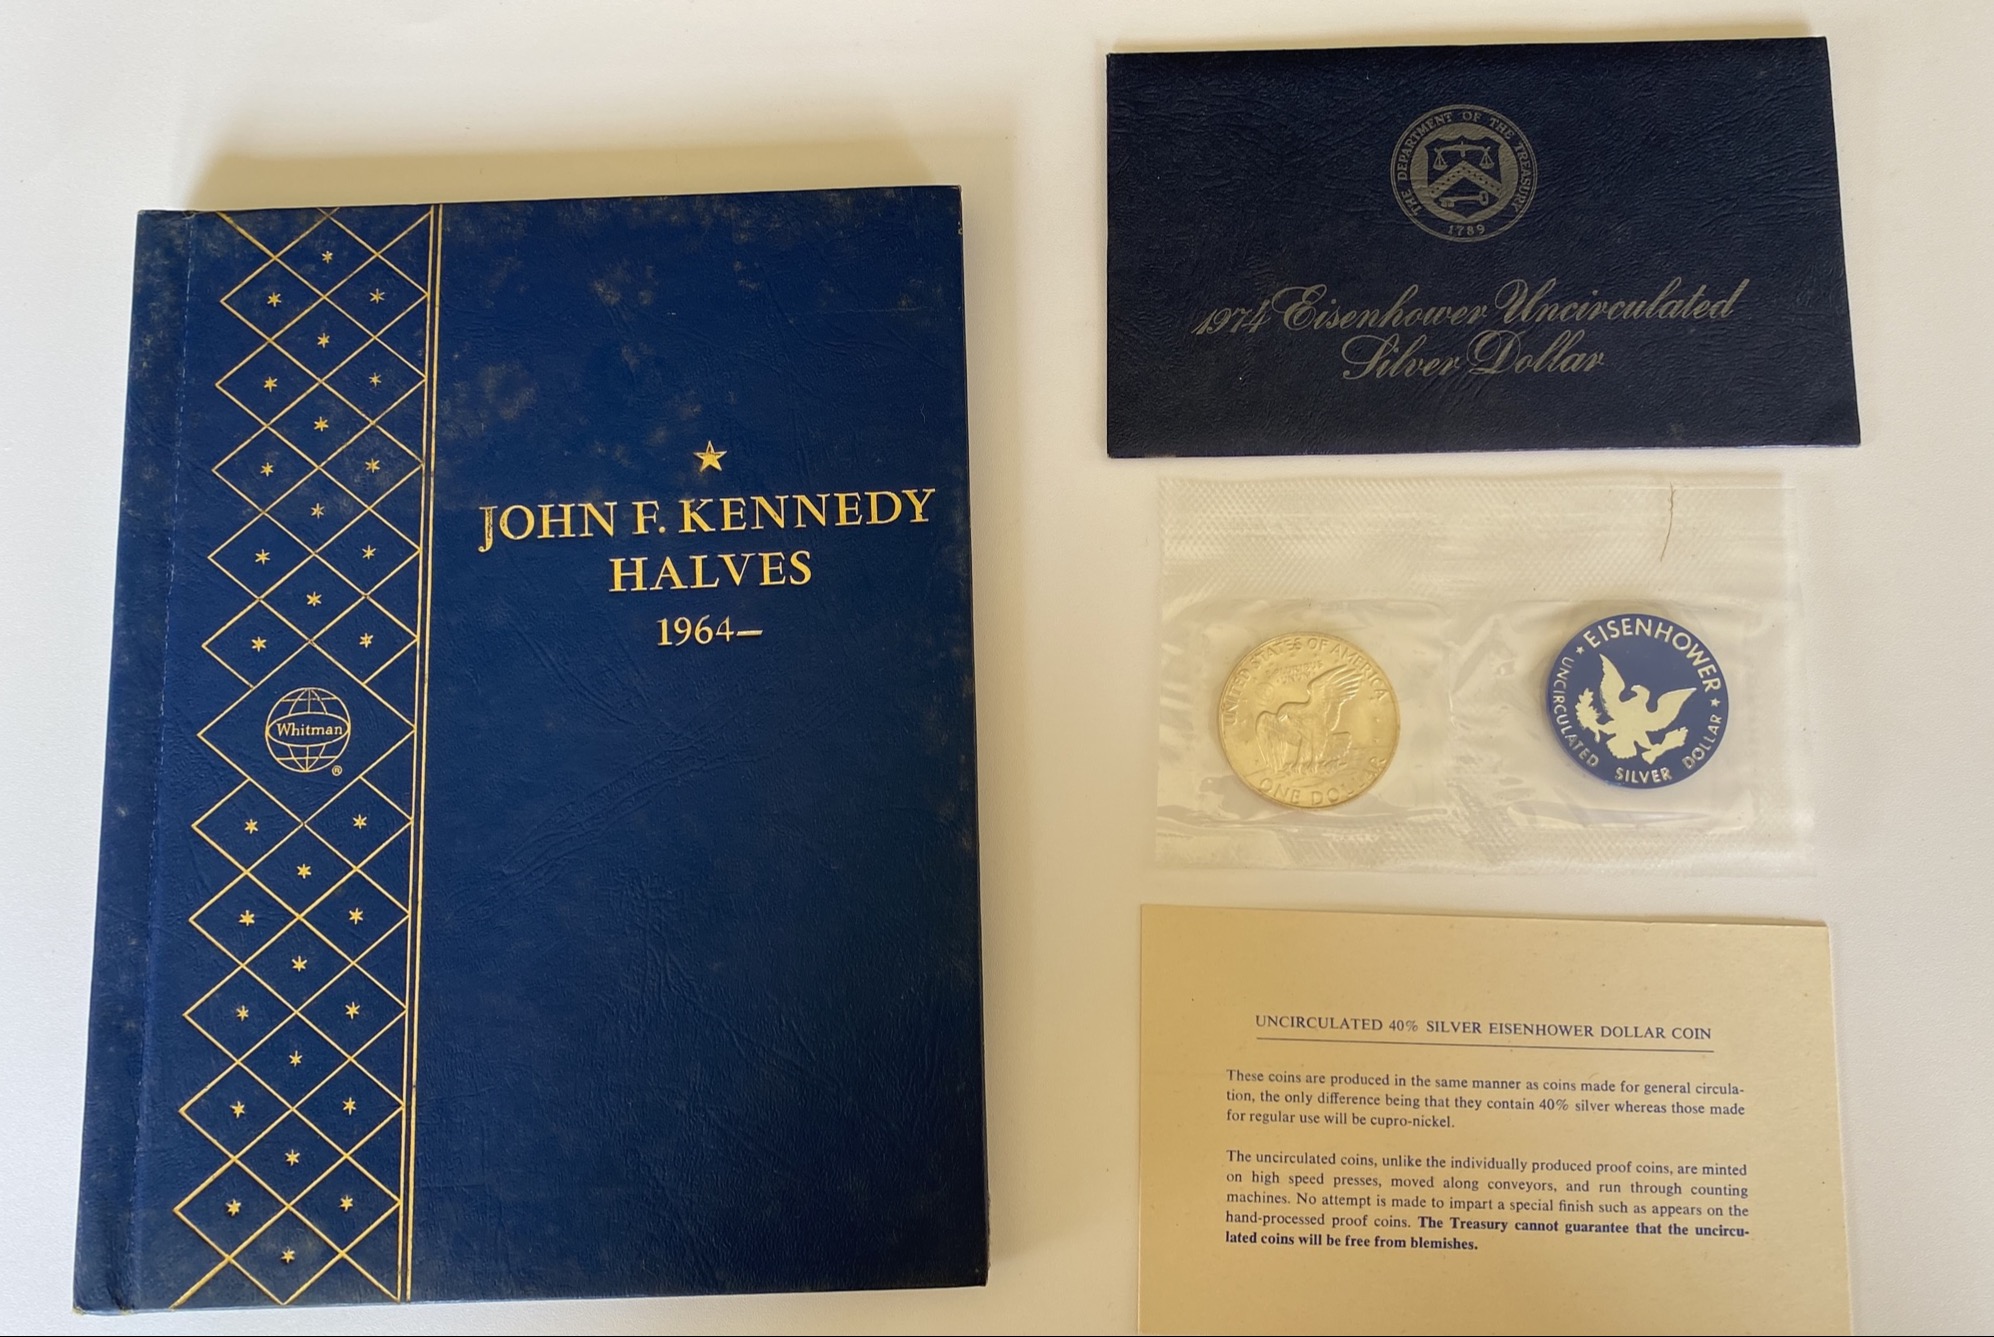 JOHN F. KENNEDY
HALVES
1964—
Whitman
®
THE DEPARTMENT OF THE TREASURY
1789
1974 Eisenhower Uncirculated
Silver Dollar
UNITED STATES OF AMERICA
ONE DOLLAR
EISENHOWER
UNCIRCULATED SILVER DOLLAR
UNCIRCULATED 40% SILVER EISENHOWER DOLLAR COIN
These coins are produced in the same manner as coins made for general circula-
tion, the only difference being that they contain 40% silver whereas those made
for regular use will be cupro-nickel.
The uncirculated coins, unlike the individually produced proof coins, are minted
on high speed presses, moved along conveyors, and run through counting
machines. No attempt is made to impart a special finish such as appears on the
hand-processed proof coins. The Treasury cannot guarantee that the uncircu-
lated coins will be free from blemishes.